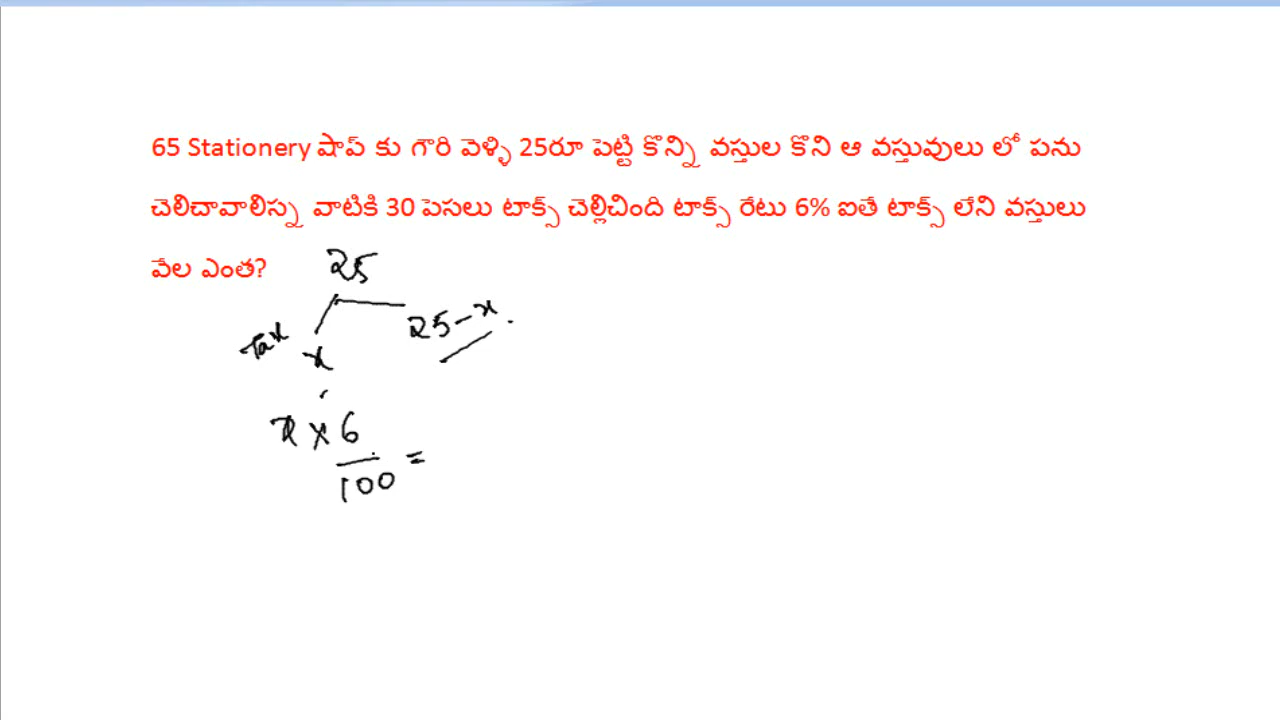 65 Stationery షాప్ కు గౌరి వెళ్ళి 25రూ పెట్టి కొన్ని వస్తుల కొని ఆ వస్తువులు లో పను
చెలిచావాలిస్న వాటికి 30 పెసలు టాక్స్ చెల్లిచింది టాక్స్ రేటు 6% ఐతే టాక్స్ లేని వస్తులు
వేల ఎంత?
25
Tax x 25-x
x × 6
100 =